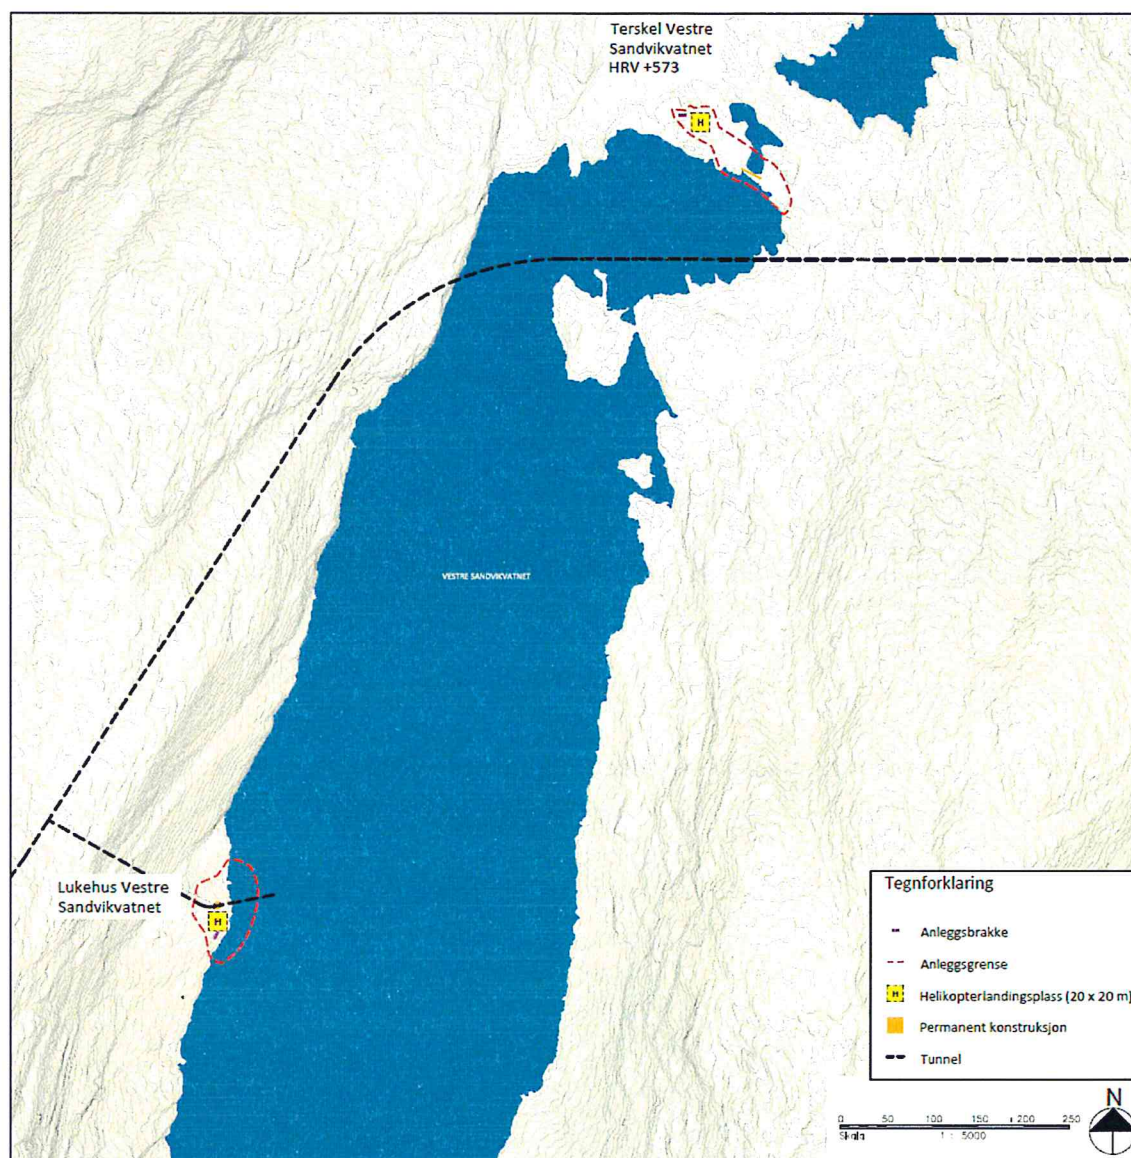 Terskel Vestre
Sandvikvatnet
HRV +573
H
VESTRE SANDVIKVATNET
Lukehus Vestre
Sandvikvatnet
H
Tegnforklaring
Anleggsbrakke
Anleggsgrense
H Helikopterlandingsplass (20 x 20 m)
Permanent konstruksjon
Tunnel
N
0 50 100 150 200 250
Skala 1 : 5000